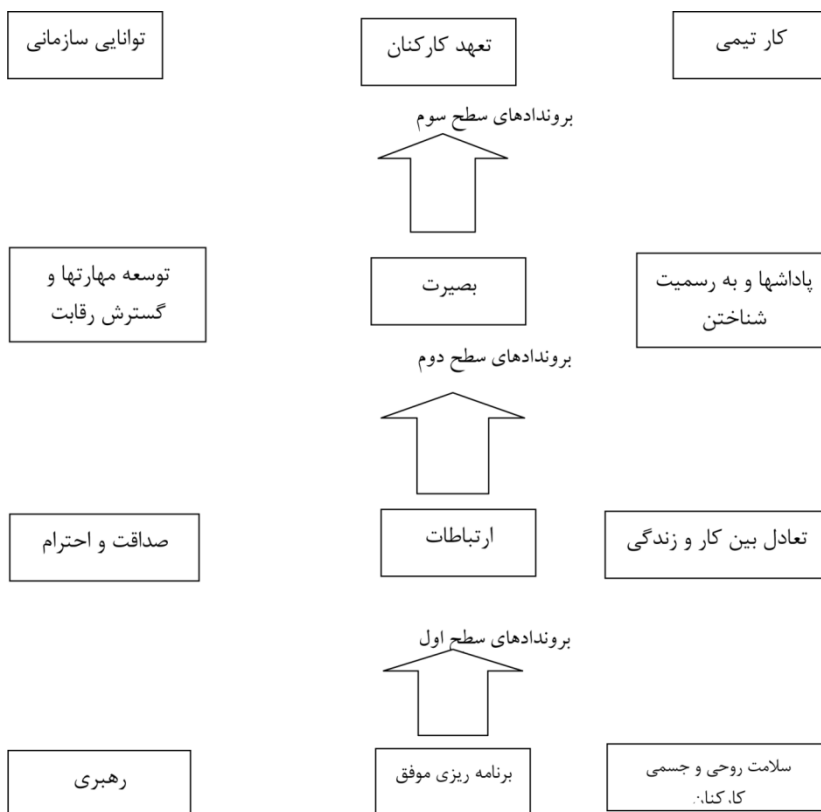 کار تیمی
تعهد کارکنان
توانایی سازمانی
بروندادهای سطح سوم
پاداشها و به رسمیت
شناختن
بصیرت
توسعه مهارتها و
گسترش رقابت
بروندادهای سطح دوم
تعادل بین کار و زندگی
ارتباطات
صداقت و احترام
بروندادهای سطح اول
سلامت روحی و جسمی
کارکنان
برنامه ریزی موفق
رهبری